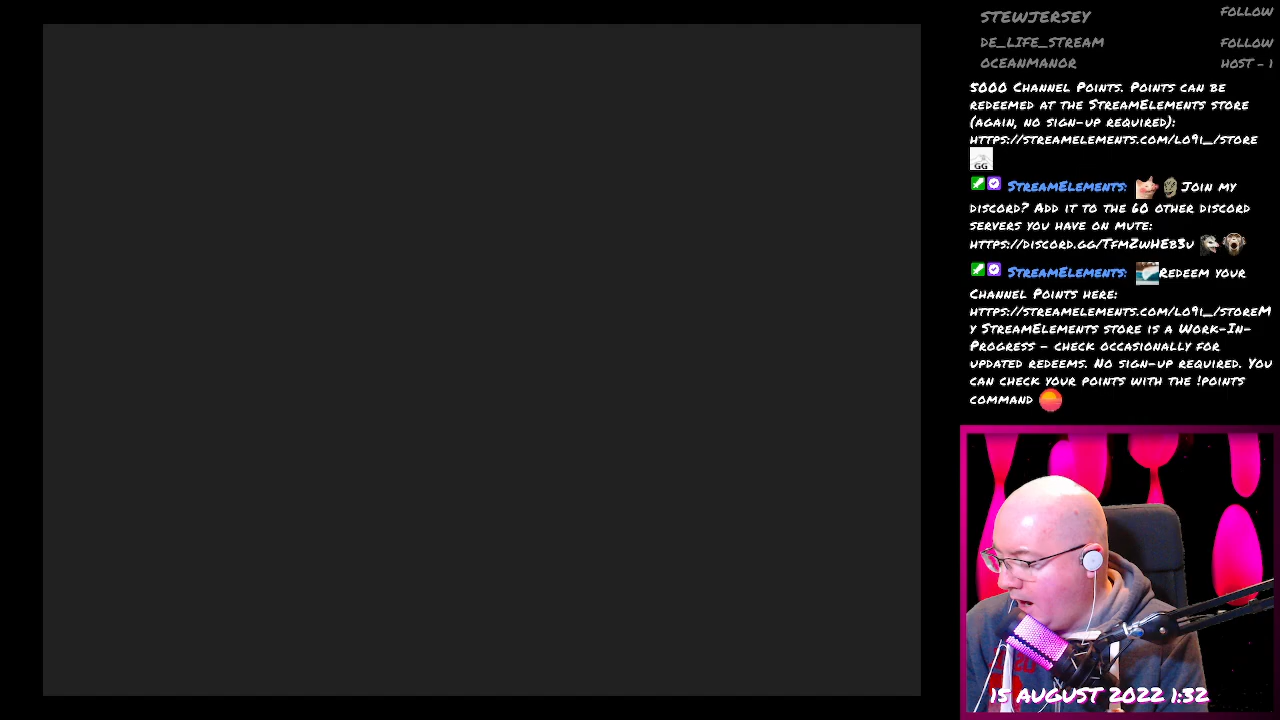 STEWJERSEY FOLLOW
DE_LIFE_STREAM FOLLOW
OCEANMANOR HOST - 1
5000 Channel Points. Points can be
redeemed at the StreamElements store
(again, no sign-up required):
https://streamelements.com/lo9i_/store
GG
StreamElements: Join my
discord? Add it to the 60 other discord
servers you have on mute:
https://discord.gg/TfmZwHEb3u
StreamElements: Redeem your
Channel Points here:
https://streamelements.com/lo9i_/storeM
y StreamElements store is a Work-In-
Progress - check occasionally for
updated redeems. No sign-up required. You
can check your points with the !points
command
15 AUGUST 2022 1:32